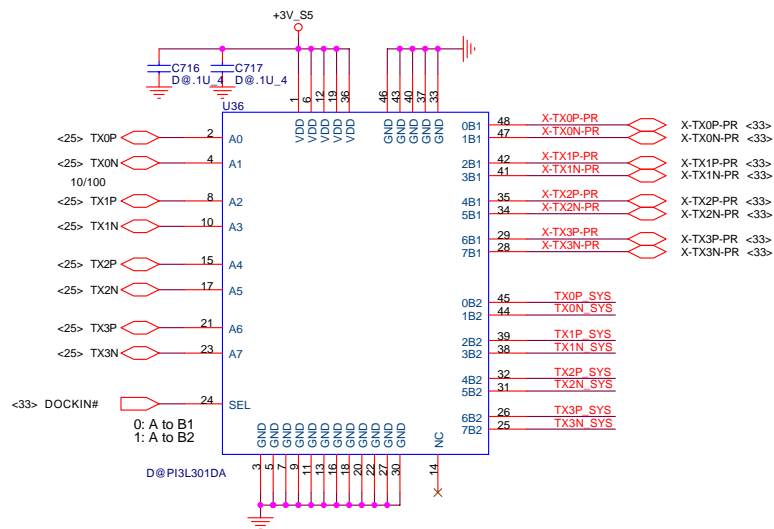 +3V_S5
C716
D@.1U_4
C717
D@.1U_4
U36
1 6 12 19 36
VDD VDD VDD VDD VDD
46 43 40 37 33
GND GND GND GND GND
<25> TX0P 2 A0
<25> TX0N 4 A1
10/100
<25> TX1P 8 A2
<25> TX1N 10 A3
<25> TX2P 15 A4
<25> TX2N 17 A5
<25> TX3P 21 A6
<25> TX3N 23 A7
<33> DOCKIN# 24 SEL
0: A to B1
1: A to B2
0B1 48 X-TX0P-PR X-TX0P-PR <33>
1B1 47 X-TX0N-PR X-TX0N-PR <33>
2B1 42 X-TX1P-PR X-TX1P-PR <33>
3B1 41 X-TX1N-PR X-TX1N-PR <33>
4B1 35 X-TX2P-PR X-TX2P-PR <33>
5B1 34 X-TX2N-PR X-TX2N-PR <33>
6B1 29 X-TX3P-PR X-TX3P-PR <33>
7B1 28 X-TX3N-PR X-TX3N-PR <33>
0B2 45 TX0P_SYS
1B2 44 TX0N_SYS
2B2 39 TX1P_SYS
3B2 38 TX1N_SYS
4B2 32 TX2P_SYS
5B2 31 TX2N_SYS
6B2 26 TX3P_SYS
7B2 25 TX3N_SYS
GND GND GND GND GND GND GND GND GND GND GND GND NC
3 5 7 9 11 13 16 18 20 22 27 30 14
D@PI3L301DA